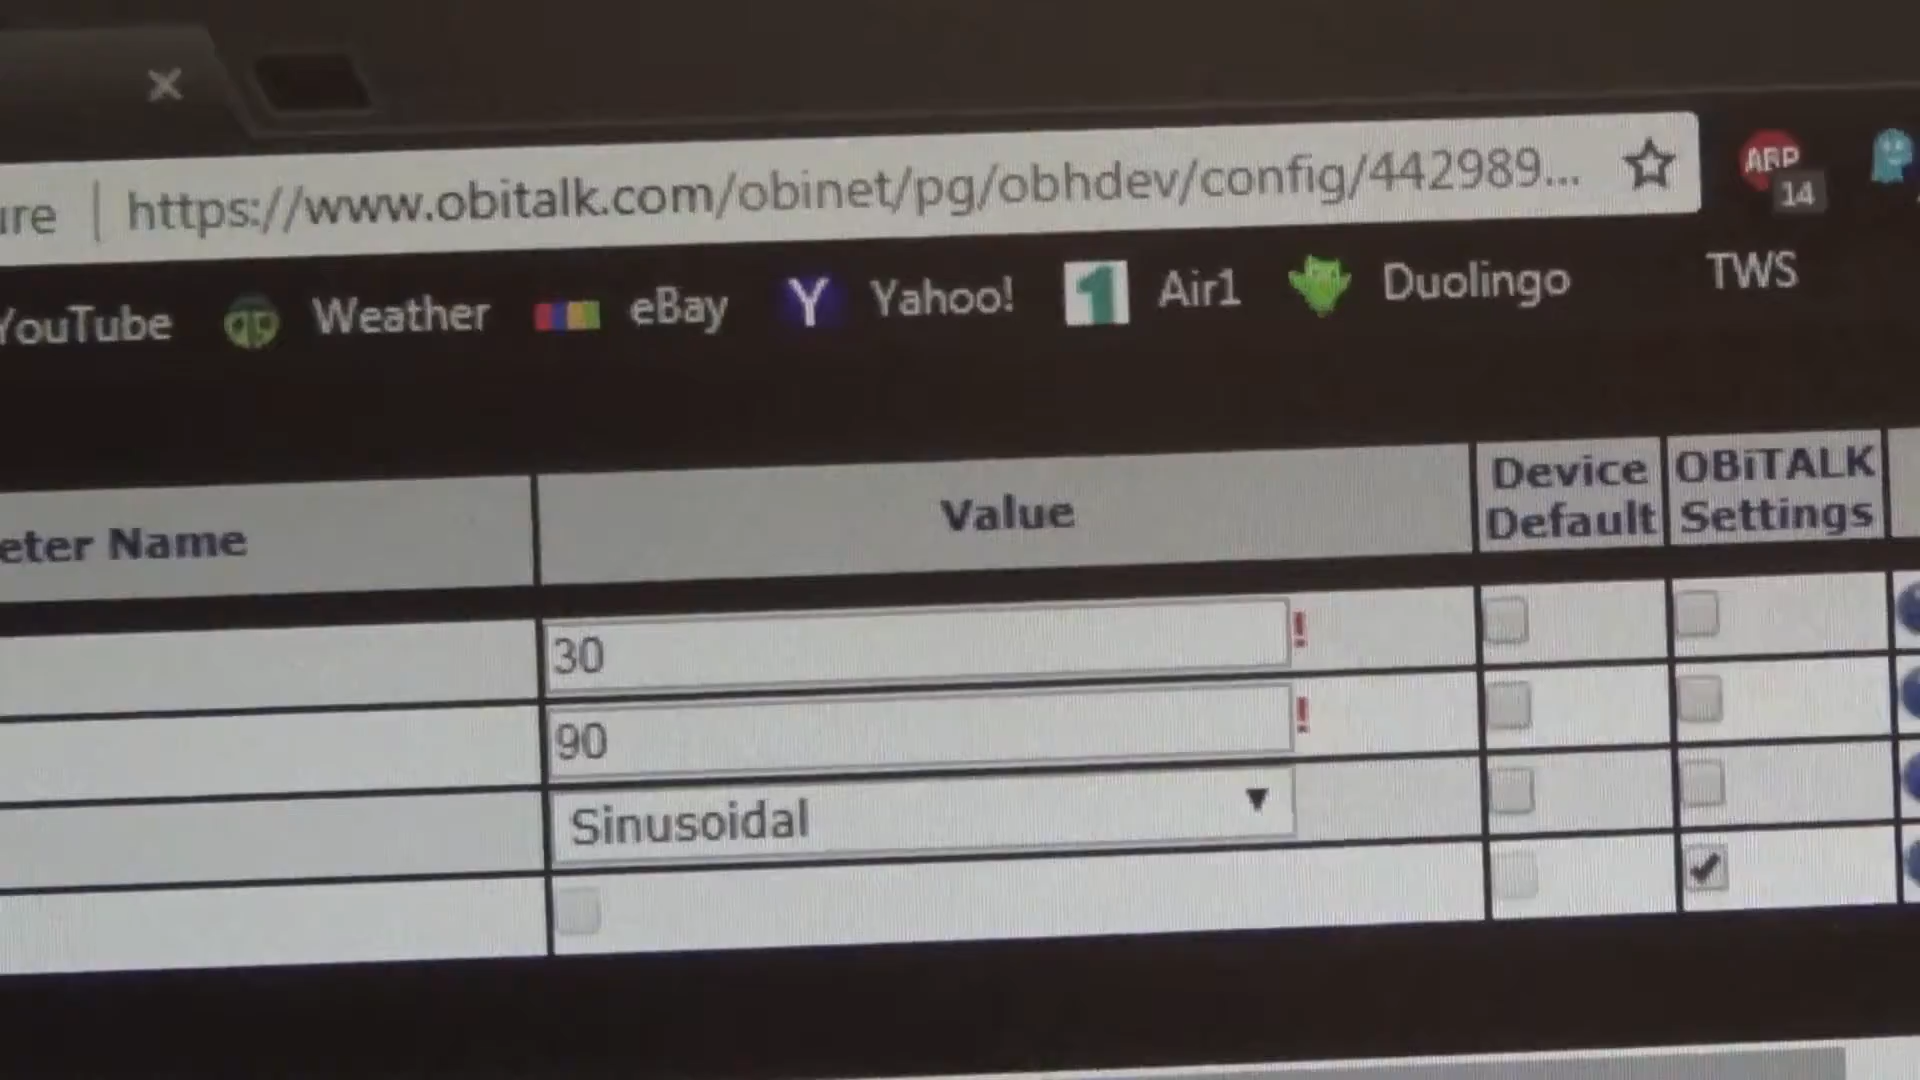 ure | https://www.obitalk.com/obinet/pg/obhdev/config/442989...
ABP
14
YouTube Weather eBay Y Yahoo! 1 Air1 Duolingo TWS
eter Name Value Device Default OBiTALK Settings
30 !
90 !
Sinusoidal